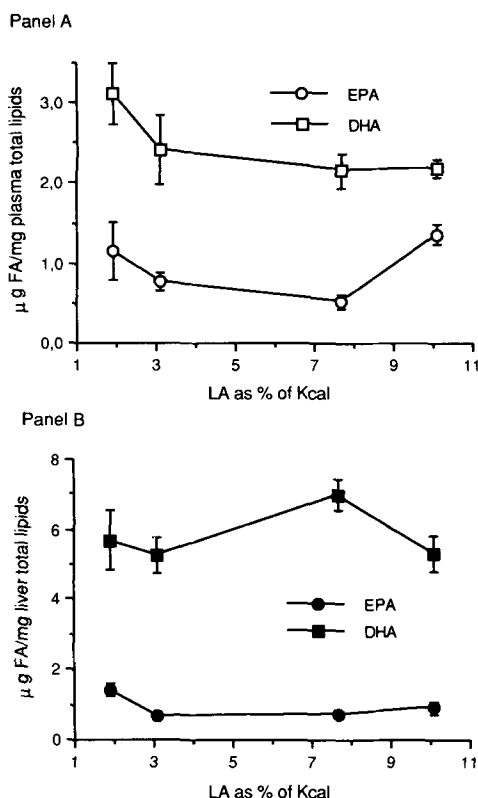 Panel A
µ g FA/mg plasma total lipids
3,0
2,0
1,0
0,0
EPA
DHA
1 3 5 7 9 11
LA as % of Kcal
Panel B
µ g FA/mg liver total lipids
8
6
4
2
0
EPA
DHA
1 3 5 7 9 11
LA as % of Kcal